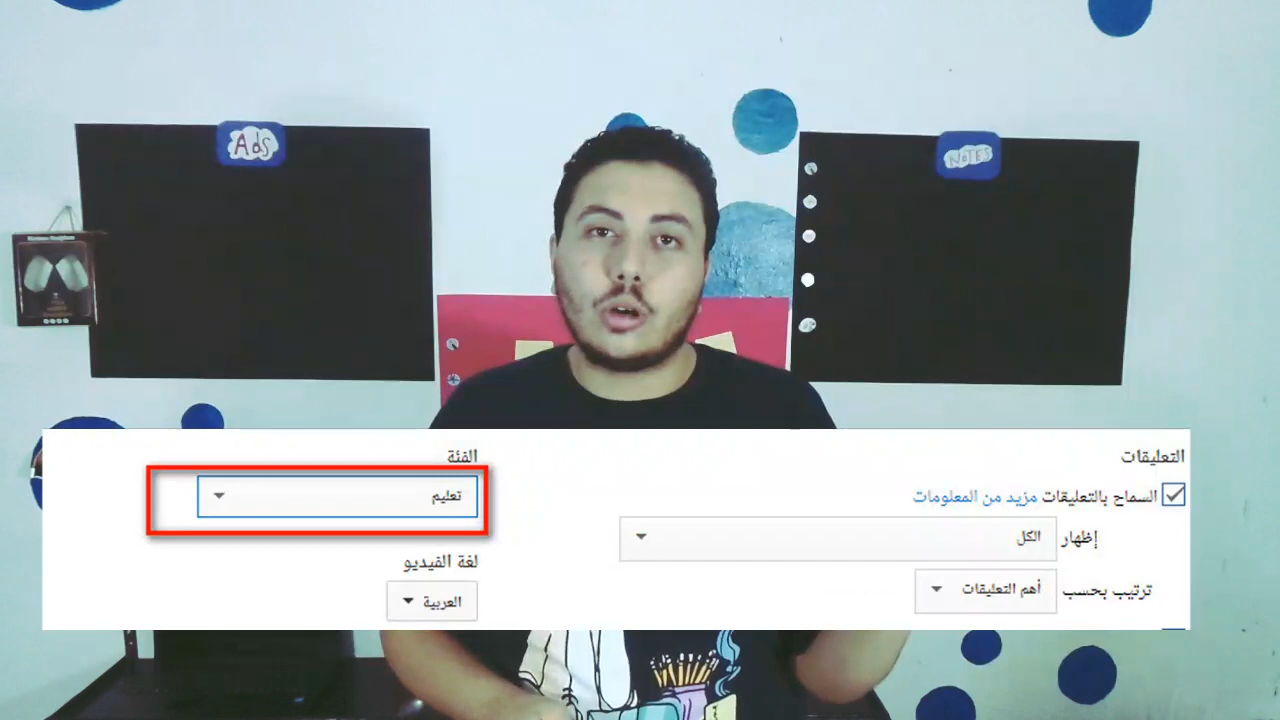 Ads
NOTES
التعليقات
السماح بالتعليقات مزيد من المعلومات
إظهار الكل
ترتيب بحسب أهم التعليقات
الفئة
تعليم
لغة الفيديو
العربية